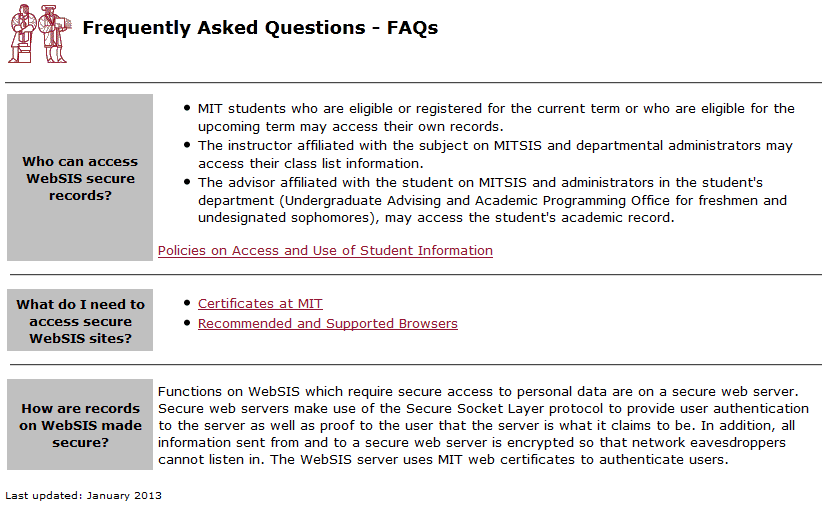 Frequently Asked Questions - FAQs
Who can access
WebSIS secure
records?
• MIT students who are eligible or registered for the current term or who are eligible for the
upcoming term may access their own records.
• The instructor affiliated with the subject on MITSIS and departmental administrators may
access their class list information.
• The advisor affiliated with the student on MITSIS and administrators in the student's
department (Undergraduate Advising and Academic Programming Office for freshmen and
undesignated sophomores), may access the student's academic record.
Policies on Access and Use of Student Information
What do I need to
access secure
WebSIS sites?
• Certificates at MIT
• Recommended and Supported Browsers
How are records
on WebSIS made
secure?
Functions on WebSIS which require secure access to personal data are on a secure web server.
Secure web servers make use of the Secure Socket Layer protocol to provide user authentication
to the server as well as proof to the user that the server is what it claims to be. In addition, all
information sent from and to a secure web server is encrypted so that network eavesdroppers
cannot listen in. The WebSIS server uses MIT web certificates to authenticate users.
Last updated: January 2013